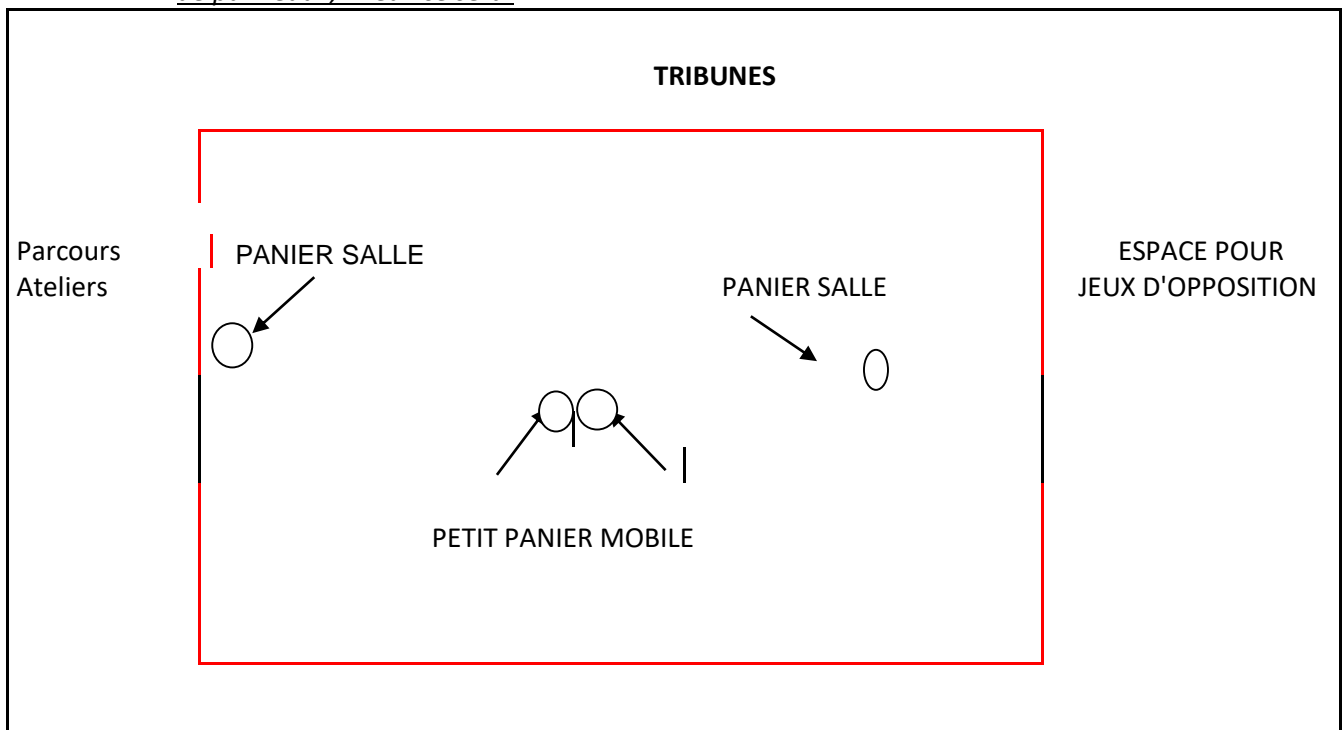 TRIBUNES
Parcours
Ateliers
PANIER SALLE
PANIER SALLE
ESPACE POUR
JEUX D'OPPOSITION
PETIT PANIER MOBILE